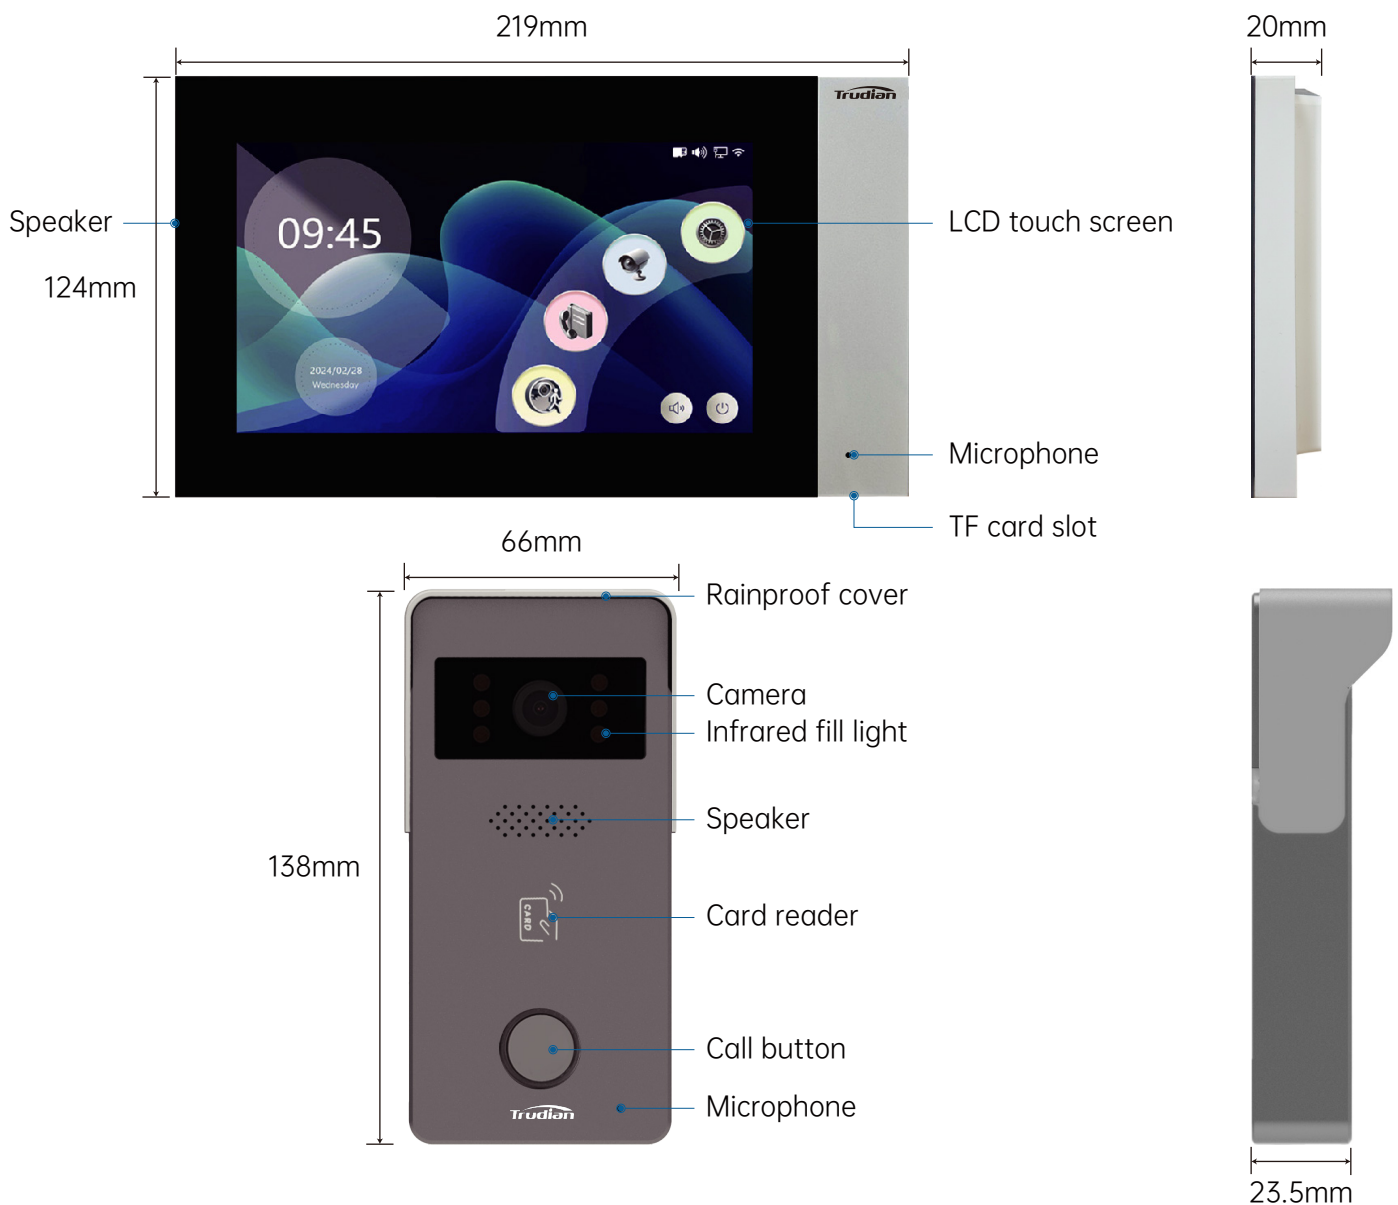 219mm
20mm
Trudian
Speaker
09:45
LCD touch screen
124mm
2024/02/28
Wednesday
Microphone
TF card slot
66mm
Rainproof cover
Camera
Infrared fill light
Speaker
138mm
CARD
Card reader
Call button
Trudian
Microphone
23.5mm